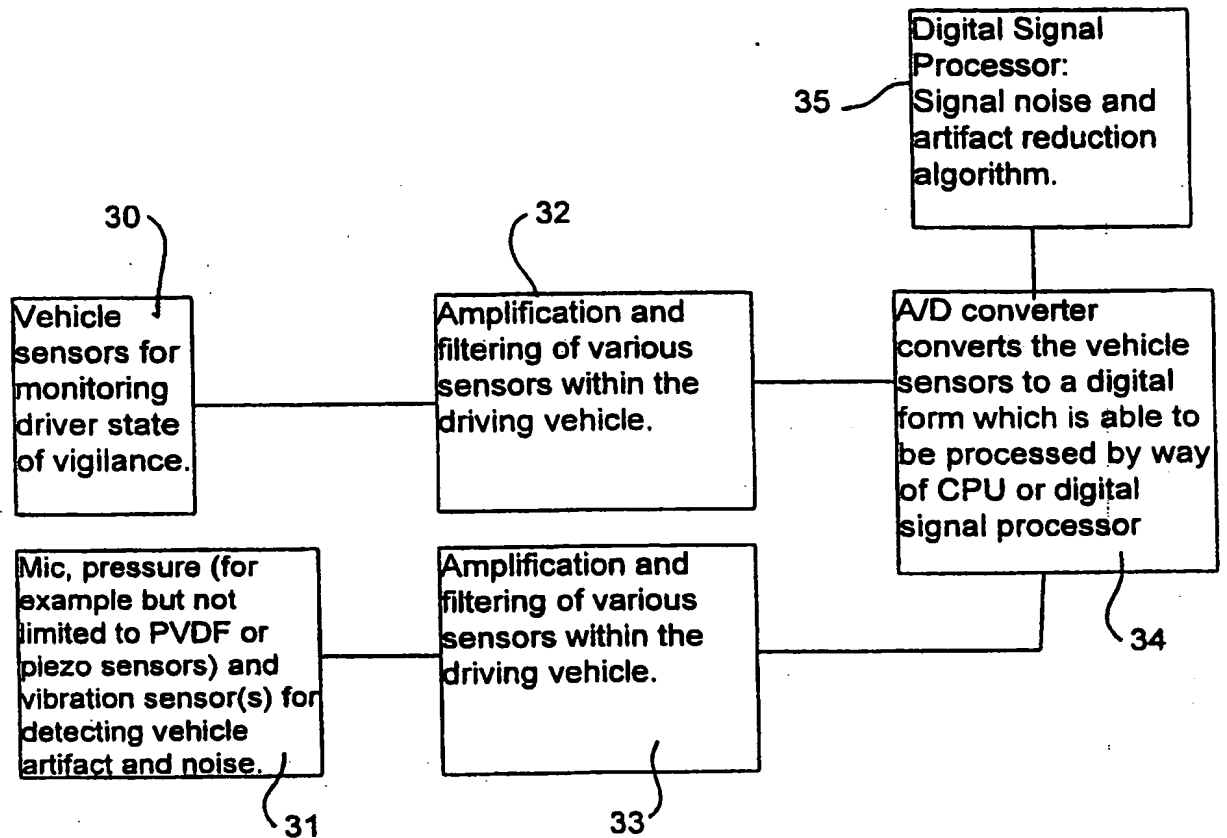 Digital Signal
Processor:
Signal noise and
artifact reduction
algorithm.
35
30
32
Vehicle
sensors for
monitoring
driver state
of vigilance.
Amplification and
filtering of various
sensors within the
driving vehicle.
A/D converter
converts the vehicle
sensors to a digital
form which is able to
be processed by way
of CPU or digital
signal processor
34
Mic, pressure (for
example but not
limited to PVDF or
piezo sensors) and
vibration sensor(s) for
detecting vehicle
artifact and noise.
31
Amplification and
filtering of various
sensors within the
driving vehicle.
33